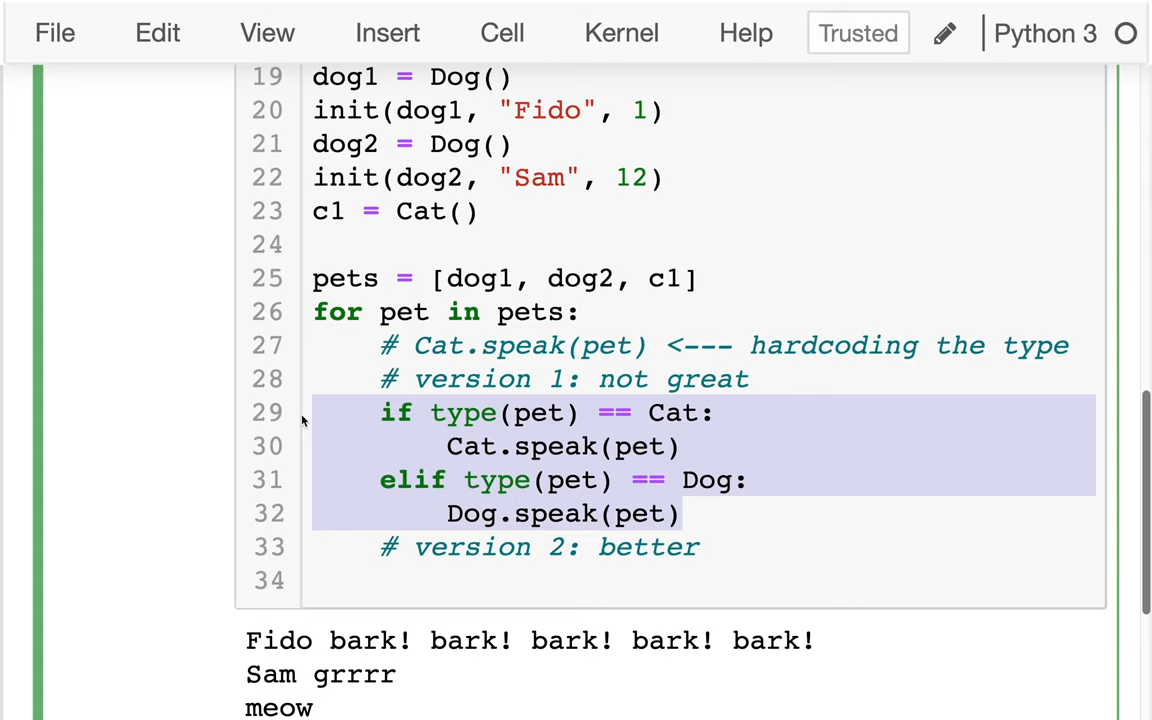 File Edit View Insert Cell Kernel Help Trusted Python 3
19 dog1 = Dog()
20 init(dog1, "Fido", 1)
21 dog2 = Dog()
22 init(dog2, "Sam", 12)
23 c1 = Cat()
24
25 pets = [dog1, dog2, c1]
26 for pet in pets:
27     # Cat.speak(pet) <--- hardcoding the type
28     # version 1: not great
29     if type(pet) == Cat:
30         Cat.speak(pet)
31     elif type(pet) == Dog:
32         Dog.speak(pet)
33     # version 2: better
34
Fido bark! bark! bark! bark! bark!
Sam grrrr
meow